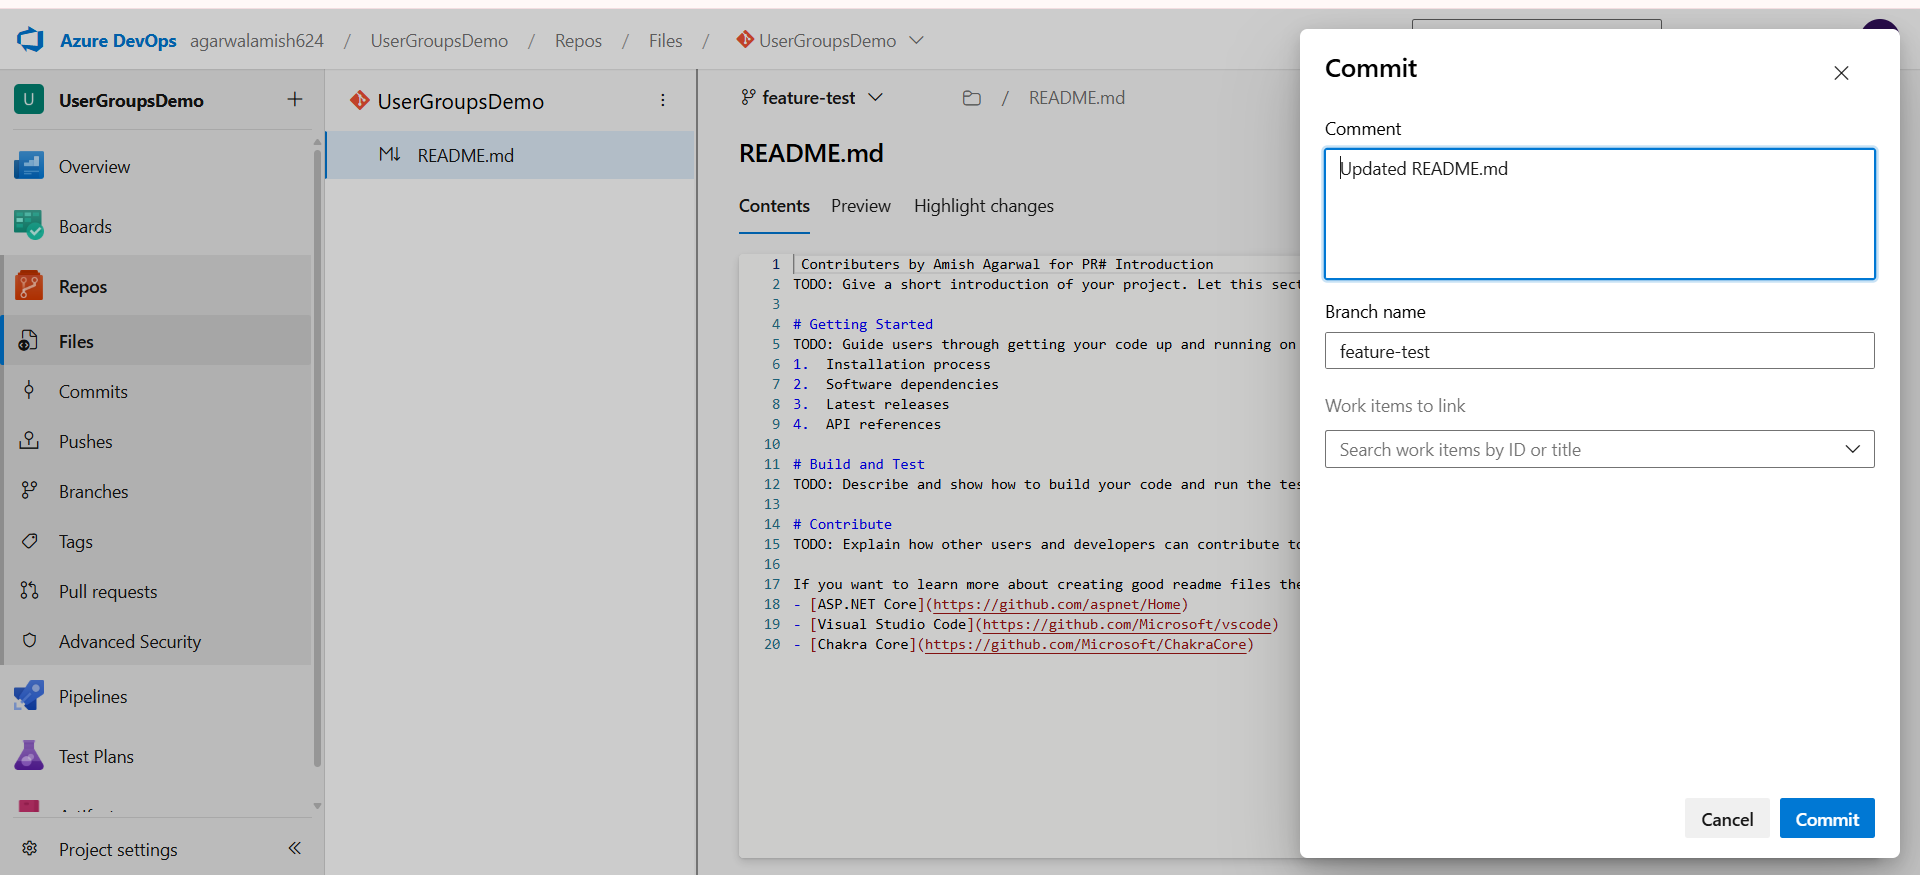 Azure DevOps agarwalamish624 / UserGroupsDemo / Repos / Files / UserGroupsDemo
U UserGroupsDemo +
Overview
Boards
Repos
Files
Commits
Pushes
Branches
Tags
Pull requests
Advanced Security
Pipelines
Test Plans
Project settings
UserGroupsDemo
README.md
feature-test / README.md
README.md
Contents Preview Highlight changes
1 Contributers by Amish Agarwal for PR# Introduction
2 TODO: Give a short introduction of your project. Let this sect
3
4 # Getting Started
5 TODO: Guide users through getting your code up and running on
6 1. Installation process
7 2. Software dependencies
8 3. Latest releases
9 4. API references
10
11 # Build and Test
12 TODO: Describe and show how to build your code and run the tes
13
14 # Contribute
15 TODO: Explain how other users and developers can contribute to
16
17 If you want to learn more about creating good readme files the
18 - [ASP.NET Core](https://github.com/aspnet/Home)
19 - [Visual Studio Code](https://github.com/Microsoft/vscode)
20 - [Chakra Core](https://github.com/Microsoft/ChakraCore)
Commit
Comment
Updated README.md
Branch name
feature-test
Work items to link
Search work items by ID or title
Cancel Commit